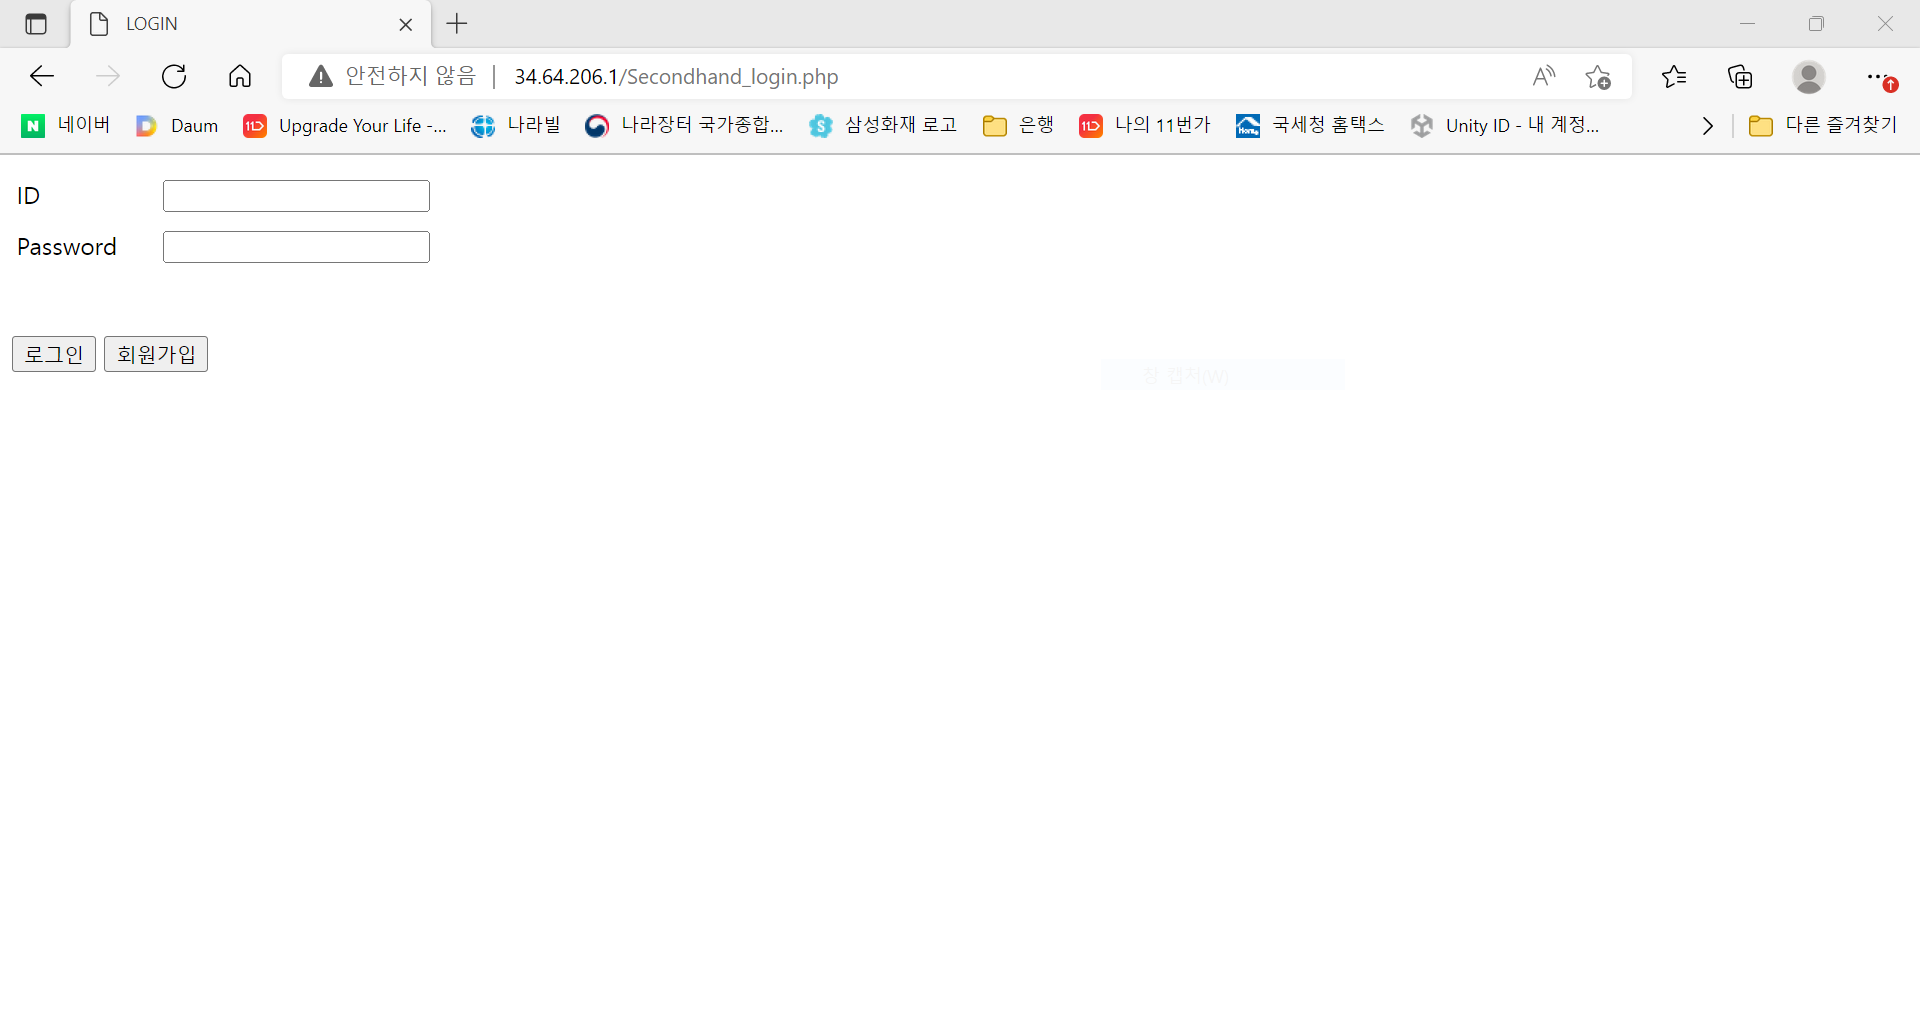 LOGIN
안전하지 않음 | 34.64.206.1/Secondhand_login.php
네이버 Daum Upgrade Your Life -... 나라빌 나라장터 국가종합... 삼성화재 로고 은행 나의 11번가 국세청 홈택스 Unity ID - 내 계정... 다른 즐겨찾기
ID
Password
로그인 회원가입
창 캡처(W)